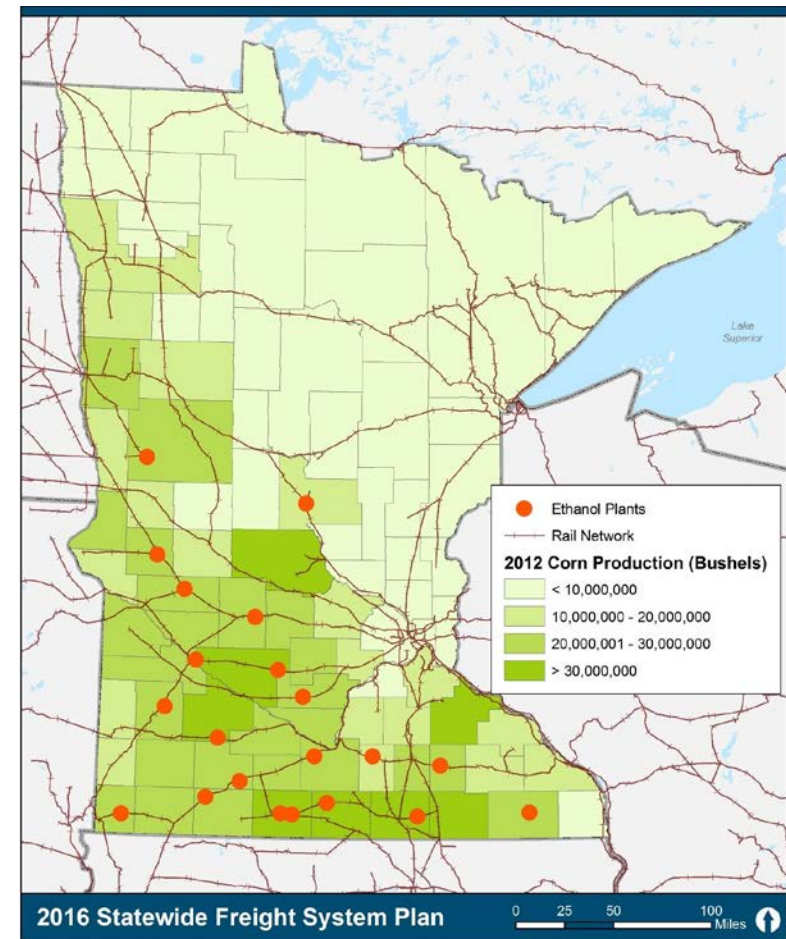 Lake
Superior
Ethanol Plants
Rail Network
2012 Corn Production (Bushels)
< 10,000,000
10,000,000 - 20,000,000
20,000,001 - 30,000,000
> 30,000,000
2016 Statewide Freight System Plan
0 25 50 100
Miles